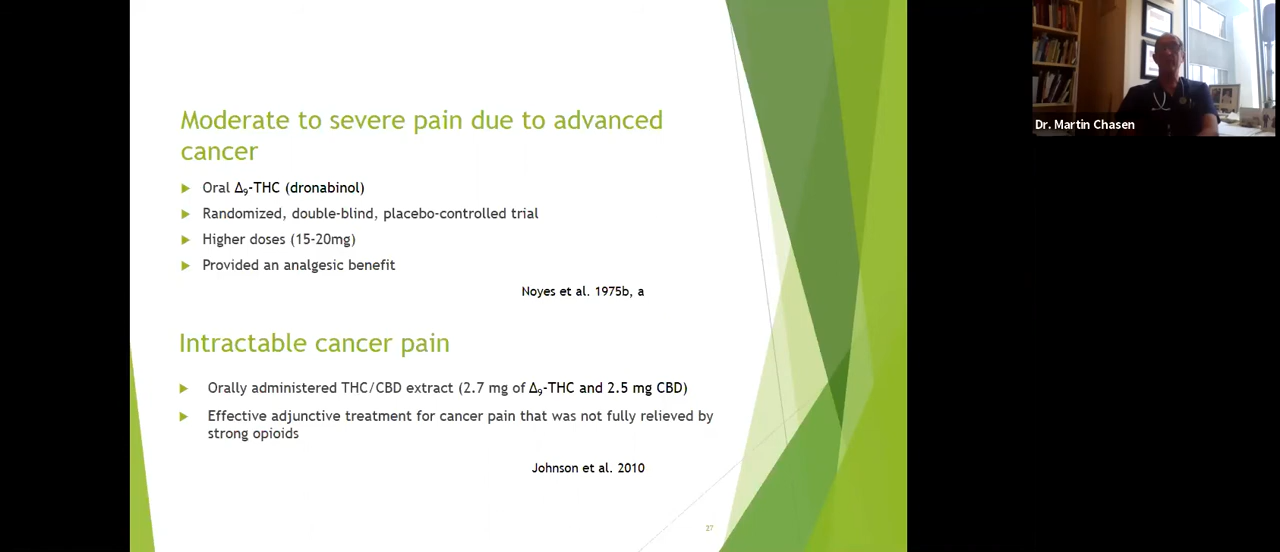 Moderate to severe pain due to advanced
cancer
Oral Δ₉-THC (dronabinol)
Randomized, double-blind, placebo-controlled trial
Higher doses (15-20mg)
Provided an analgesic benefit
Noyes et al. 1975b, a
Intractable cancer pain
Orally administered THC/CBD extract (2.7 mg of Δ₉-THC and 2.5 mg CBD)
Effective adjunctive treatment for cancer pain that was not fully relieved by
strong opioids
Johnson et al. 2010
27
Dr. Martin Chasen